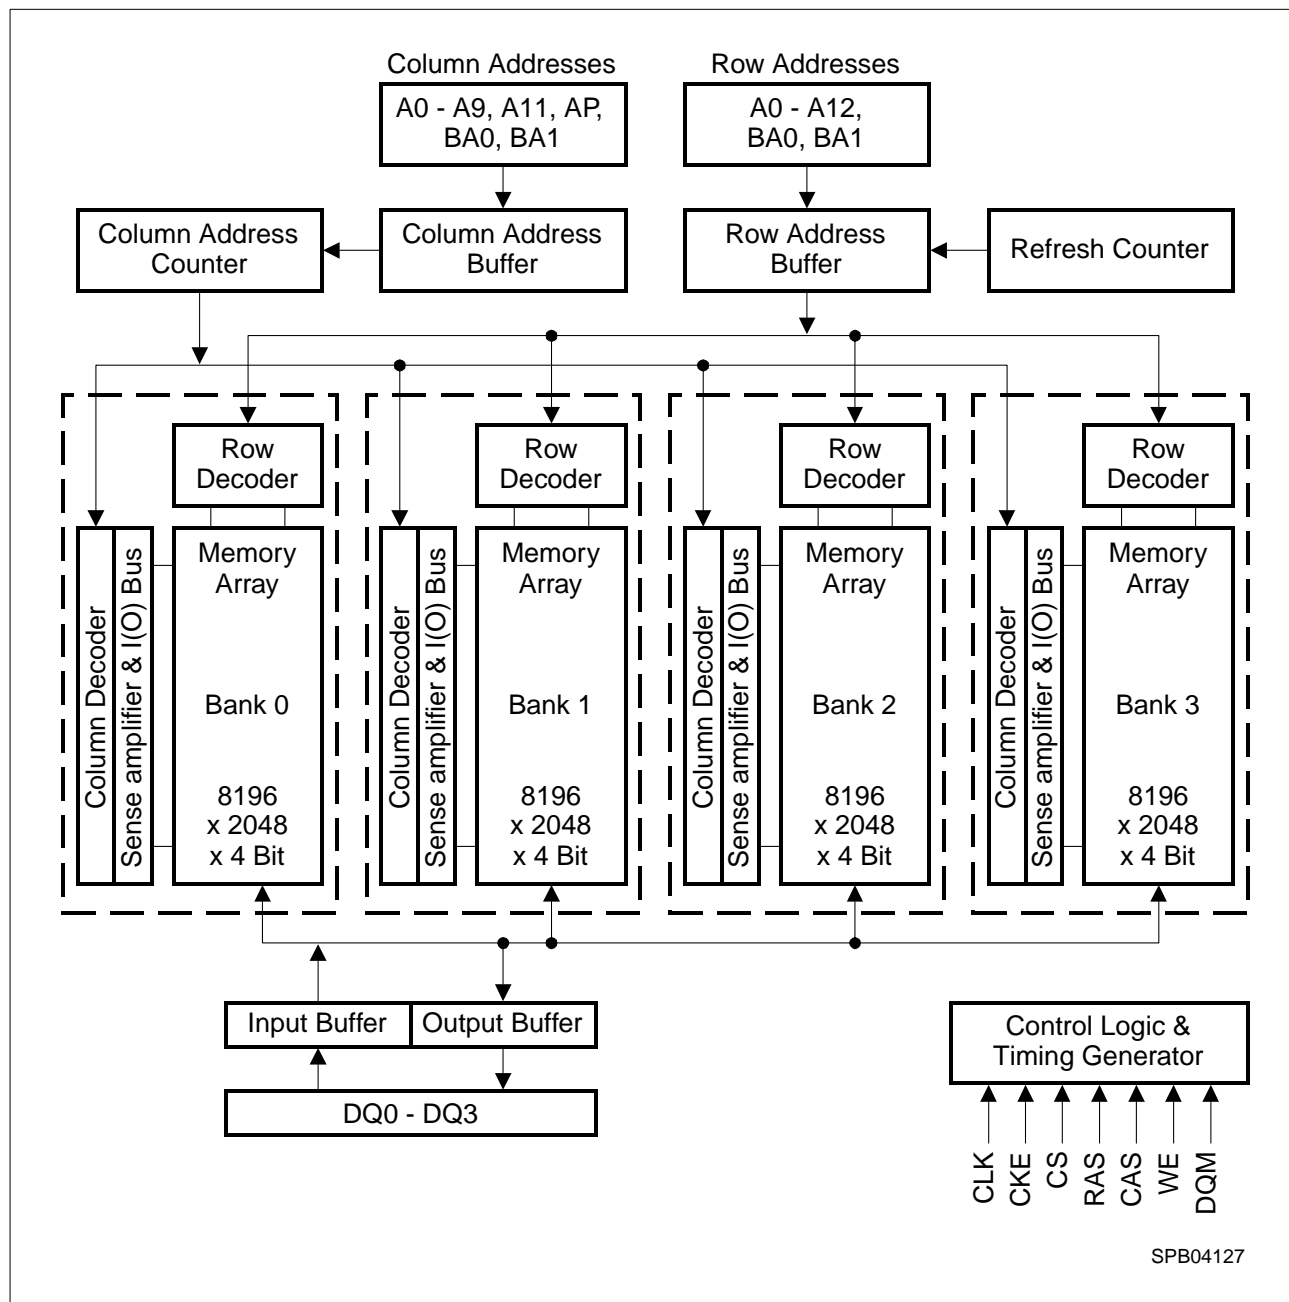 Column Addresses
Row Addresses
A0 - A9, A11, AP,
BA0, BA1
A0 - A12,
BA0, BA1
Column Address
Counter
Column Address
Buffer
Row Address
Buffer
Refresh Counter
Row
Decoder
Row
Decoder
Row
Decoder
Row
Decoder
Column Decoder
Sense amplifier & I(O) Bus
Memory
Array
Bank 0
8196
x 2048
x 4 Bit
Column Decoder
Sense amplifier & I(O) Bus
Memory
Array
Bank 1
8196
x 2048
x 4 Bit
Column Decoder
Sense amplifier & I(O) Bus
Memory
Array
Bank 2
8196
x 2048
x 4 Bit
Column Decoder
Sense amplifier & I(O) Bus
Memory
Array
Bank 3
8196
x 2048
x 4 Bit
Input Buffer
Output Buffer
DQ0 - DQ3
Control Logic &
Timing Generator
CLK
CKE
CS
RAS
CAS
WE
DQM
SPB04127